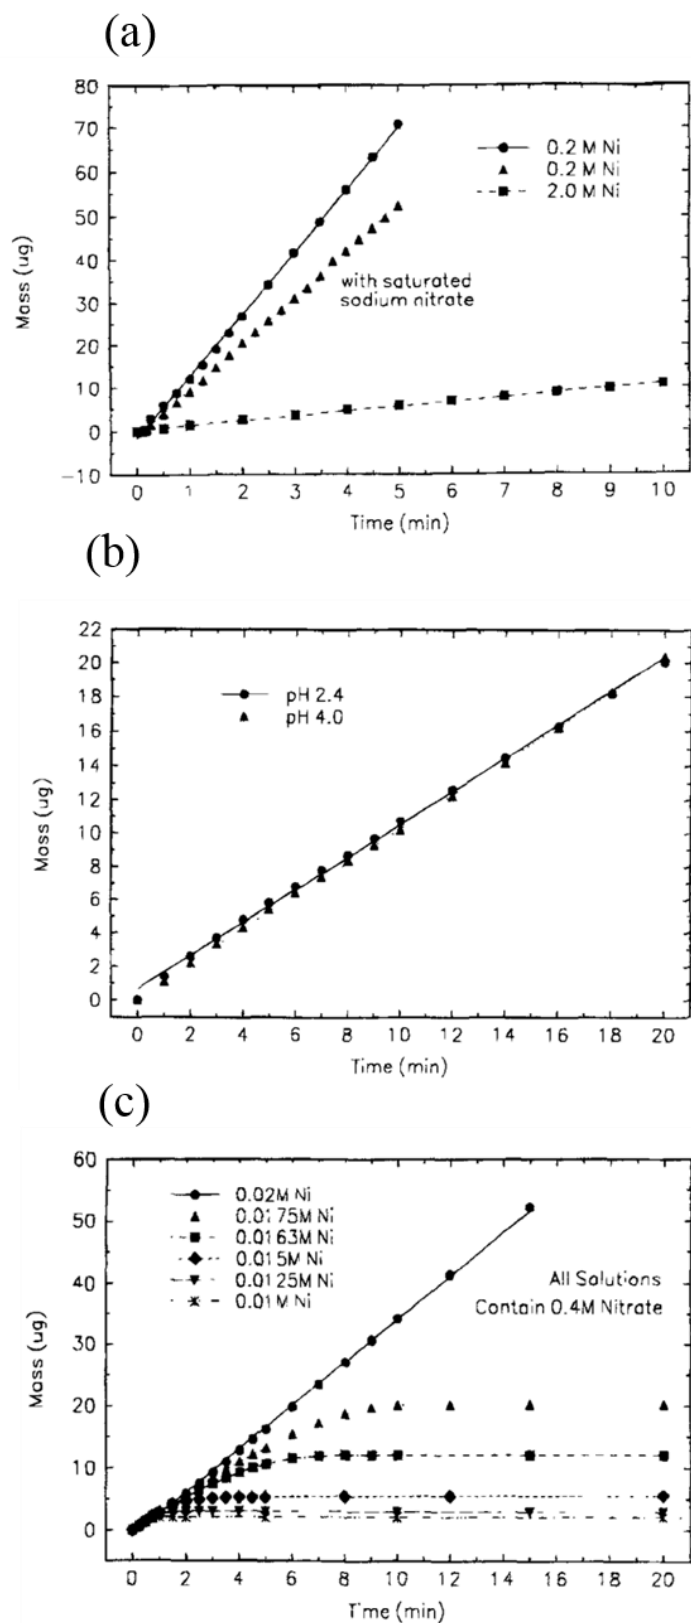 (a)
80
70
60
50
40
30
20
10
0
−10
Mass (ug)
0.2 M Ni
0.2 M Ni
2.0 M Ni
with saturated
sodium nitrate
0 1 2 3 4 5 6 7 8 9 10
Time (min)
(b)
22
20
18
16
14
12
10
8
6
4
2
0
Mass (ug)
pH 2.4
pH 4.0
0 2 4 6 8 10 12 14 16 18 20
Time (min)
(c)
60
50
40
30
20
10
0
Mass (ug)
0.02M Ni
0.0175M Ni
0.0163M Ni
0.015M Ni
0.0125M Ni
0.01M Ni
All Solutions
Contain 0.4M Nitrate
0 2 4 6 8 10 12 14 16 18 20
Time (min)